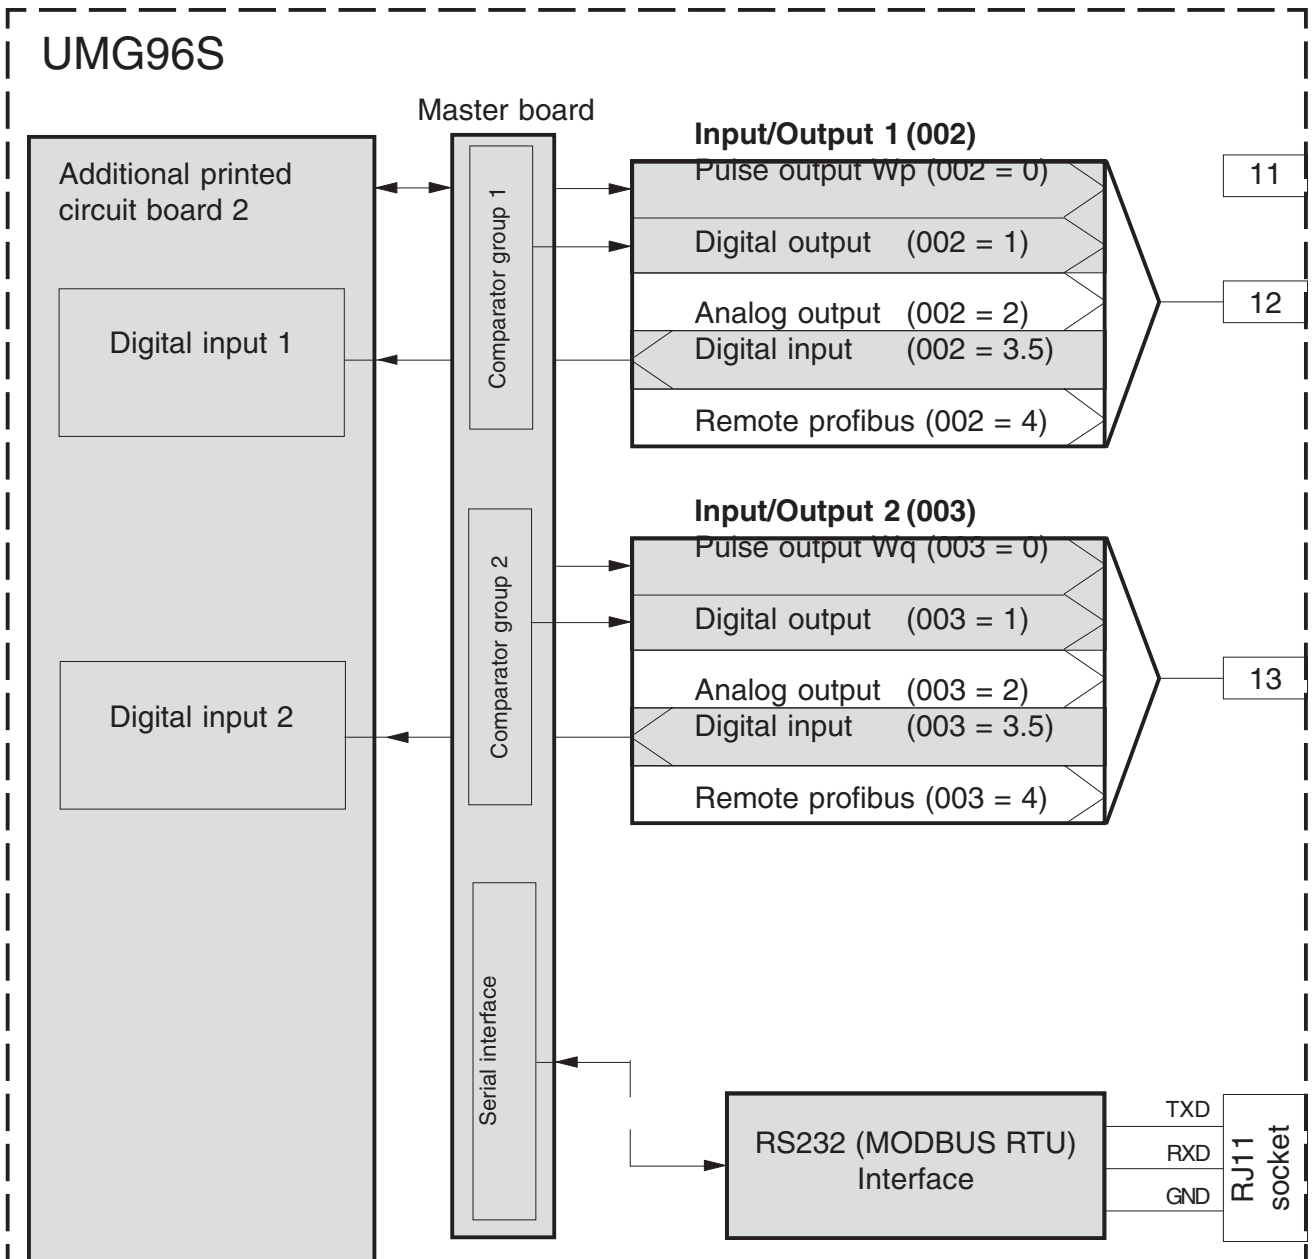 UMG96S
Master board
Additional printed
circuit board 2
Digital input 1
Digital input 2
Comparator group 1
Comparator group 2
Serial interface
Input/Output 1 (002)
Pulse output Wp (002 = 0)
Digital output (002 = 1)
Analog output (002 = 2)
Digital input (002 = 3.5)
Remote profibus (002 = 4)
11
12
Input/Output 2 (003)
Pulse output Wq (003 = 0)
Digital output (003 = 1)
Analog output (003 = 2)
Digital input (003 = 3.5)
Remote profibus (003 = 4)
13
RS232 (MODBUS RTU)
Interface
TXD
RXD
GND
RJ11
socket